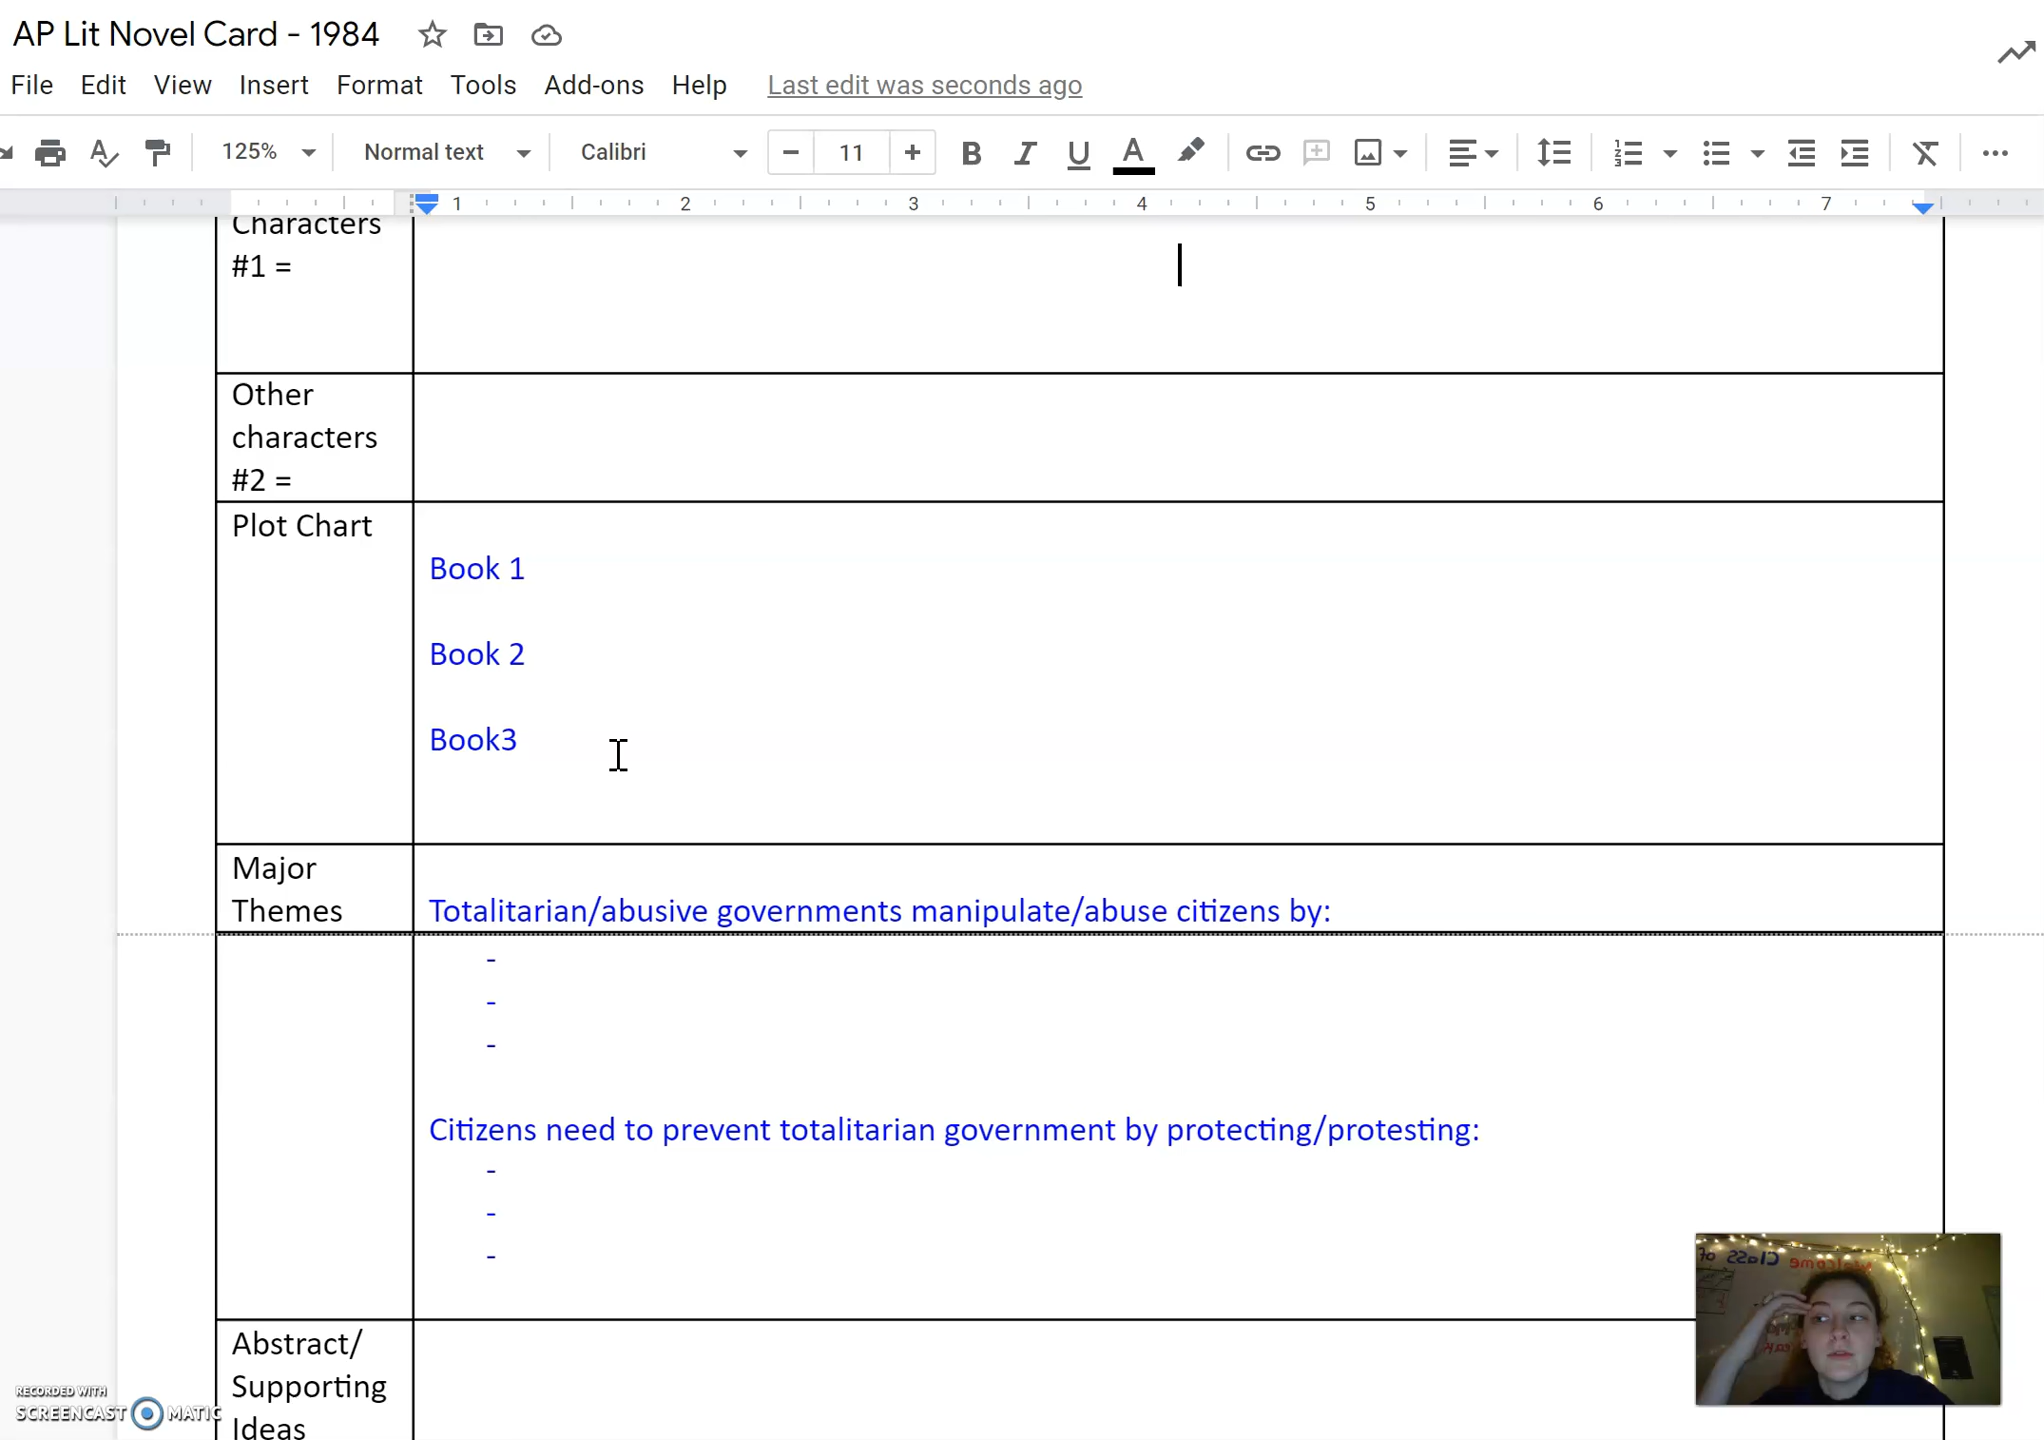 AP Lit Novel Card - 1984
File Edit View Insert Format Tools Add-ons Help Last edit was seconds ago
125% Normal text Calibri 11
1 2 3 4 5 6 7
Characters
#1 =
Other
characters
#2 =
Plot Chart
Book 1
Book 2
Book3
Major
Themes
Totalitarian/abusive governments manipulate/abuse citizens by:
-
-
-
Citizens need to prevent totalitarian government by protecting/protesting:
-
-
-
Abstract/
Supporting
Ideas
RECORDED WITH
SCREENCAST MATIC
Welcome Class of